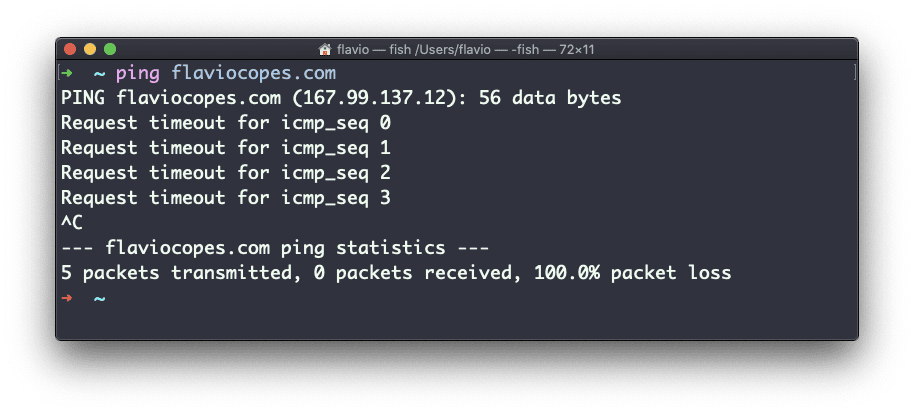 flavio — fish /Users/flavio — -fish — 72×11
➜ ~ ping flaviocopes.com
PING flaviocopes.com (167.99.137.12): 56 data bytes
Request timeout for icmp_seq 0
Request timeout for icmp_seq 1
Request timeout for icmp_seq 2
Request timeout for icmp_seq 3
^C
--- flaviocopes.com ping statistics ---
5 packets transmitted, 0 packets received, 100.0% packet loss
➜ ~